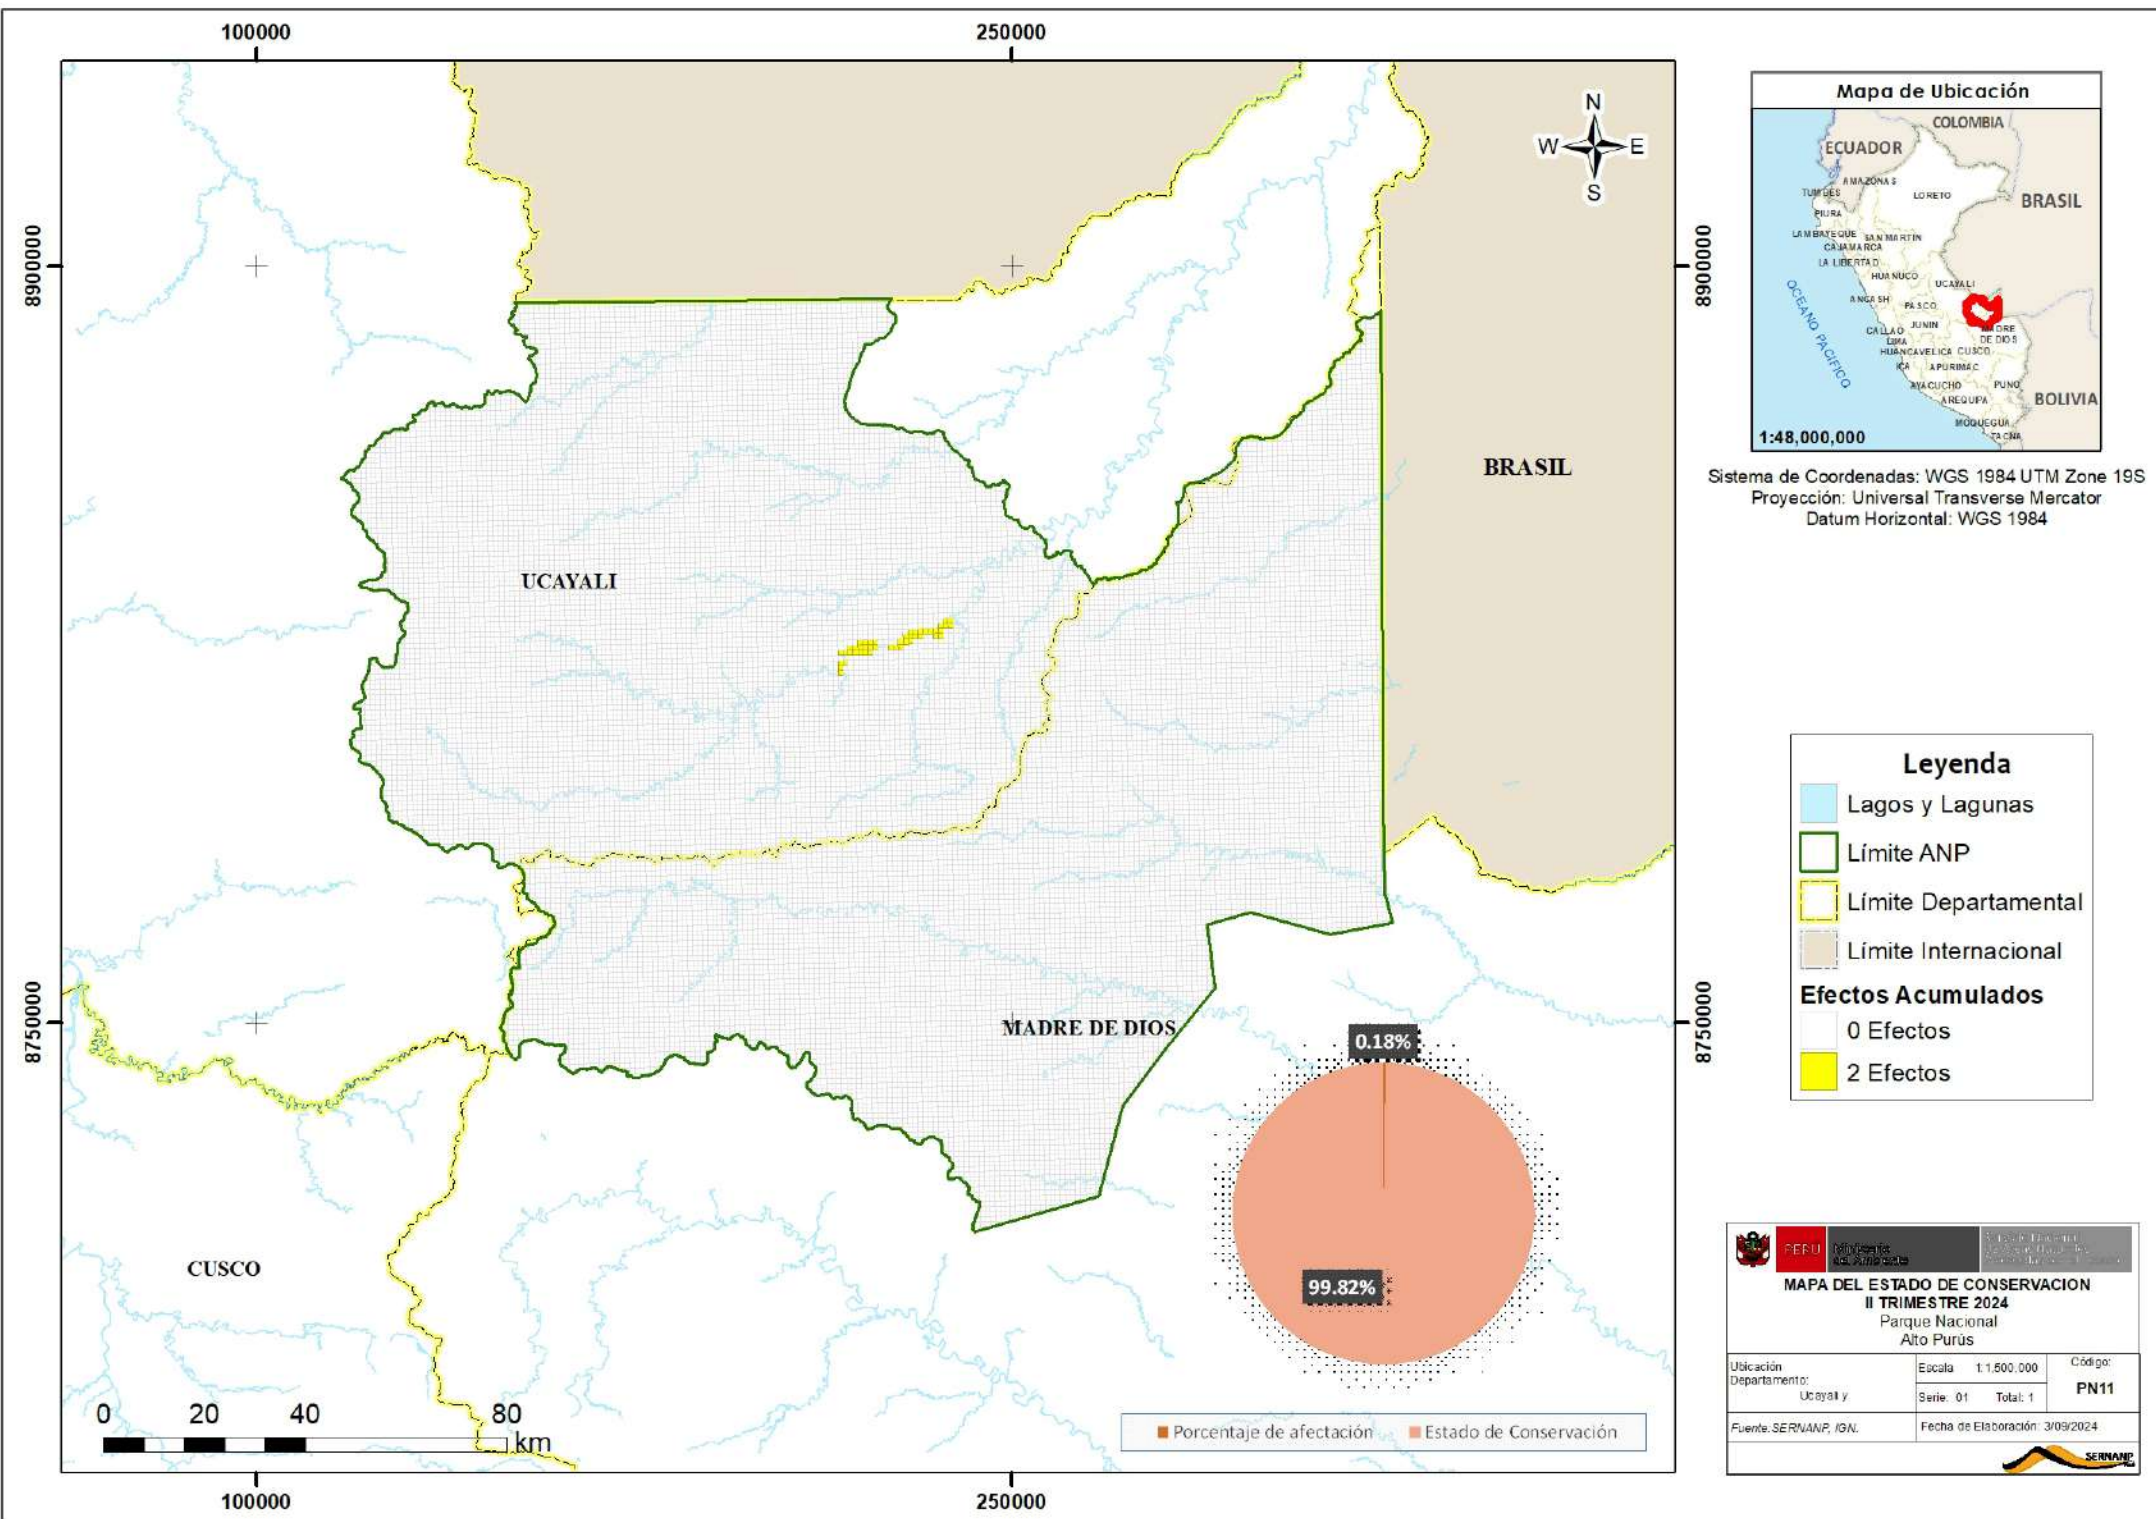 100000
250000
8900000
8900000
N
W
E
S
BRASIL
UCAYALI
8750000
8750000
MADRE DE DIOS
CUSCO
0.18%
99.82%
Porcentaje de afectación
Estado de Conservación
0
20
40
80
km
100000
250000
Mapa de Ubicación
COLOMBIA
ECUADOR
AMAZONAS
TUMBES
LORETO
BRASIL
PIURA
LAMBAYEQUE
SAN MARTIN
CAJAMARCA
LA LIBERTAD
HUANUCO
UCAYALI
ANCASH
PASCO
CALLAO
JUNIN
MADRE
DE DIOS
LIMA
HUANCAVELICA
CUSCO
ICA
APURIMAC
AYACUCHO
PUNO
AREQUIPA
BOLIVIA
MOQUEGUA
TACNA
OCEANO PACIFICO
1:48,000,000
Sistema de Coordenadas: WGS 1984 UTM Zone 19S
Proyección: Universal Transverse Mercator
Datum Horizontal: WGS 1984
Leyenda
Lagos y Lagunas
Límite ANP
Límite Departamental
Límite Internacional
Efectos Acumulados
0 Efectos
2 Efectos
PERU
Ministerio
del Ambiente
MAPA DEL ESTADO DE CONSERVACION
II TRIMESTRE 2024
Parque Nacional
Alto Purús
Ubicación
Departamento:
Ucayali y
Escala 1:1,500,000
Serie: 01 Total: 1
Código:
PN11
Fuente: SERNANP, IGN.
Fecha de Elaboración: 3/09/2024
SERNANP